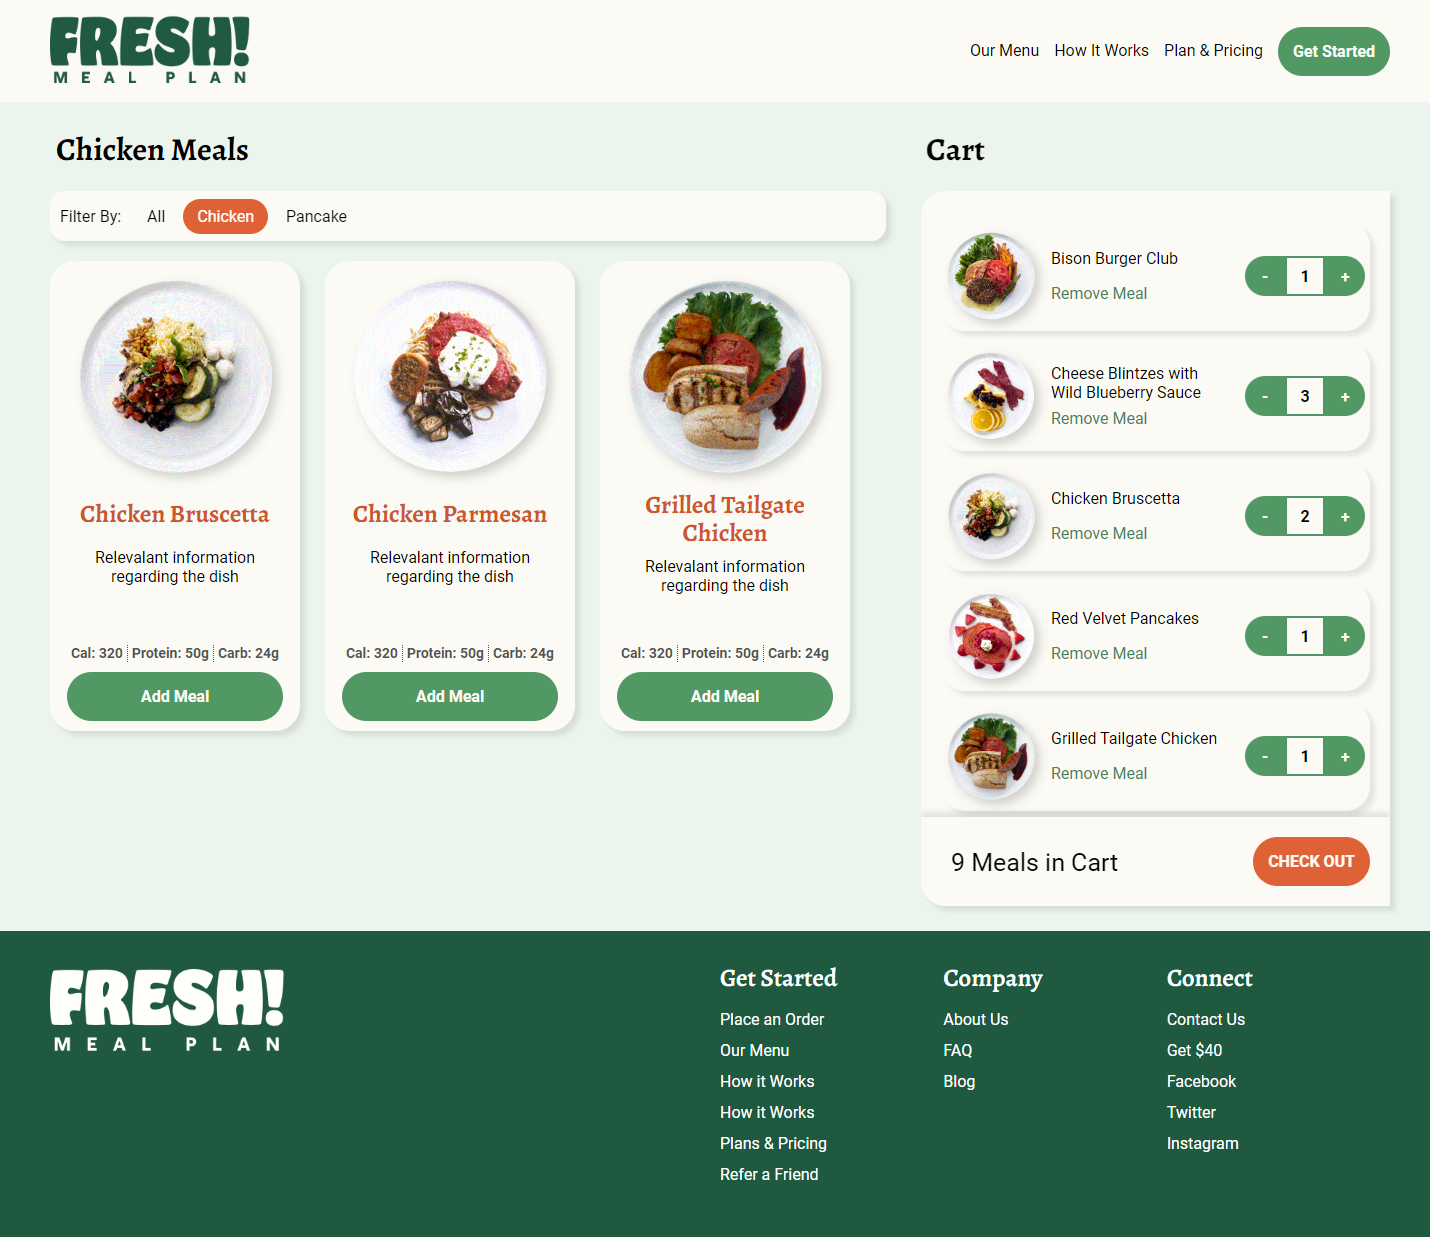 FRESH!
MEAL PLAN
Our Menu How It Works Plan & Pricing Get Started
Chicken Meals
Filter By: All Chicken Pancake
Chicken Bruscetta
Relevalant information
regarding the dish
Cal: 320 Protein: 50g Carb: 24g
Add Meal
Chicken Parmesan
Relevalant information
regarding the dish
Cal: 320 Protein: 50g Carb: 24g
Add Meal
Grilled Tailgate
Chicken
Relevalant information
regarding the dish
Cal: 320 Protein: 50g Carb: 24g
Add Meal
Cart
Bison Burger Club
Remove Meal
- 1 +
Cheese Blintzes with
Wild Blueberry Sauce
Remove Meal
- 3 +
Chicken Bruscetta
Remove Meal
- 2 +
Red Velvet Pancakes
Remove Meal
- 1 +
Grilled Tailgate Chicken
Remove Meal
- 1 +
9 Meals in Cart CHECK OUT
FRESH!
MEAL PLAN
Get Started
Place an Order
Our Menu
How it Works
How it Works
Plans & Pricing
Refer a Friend
Company
About Us
FAQ
Blog
Connect
Contact Us
Get $40
Facebook
Twitter
Instagram